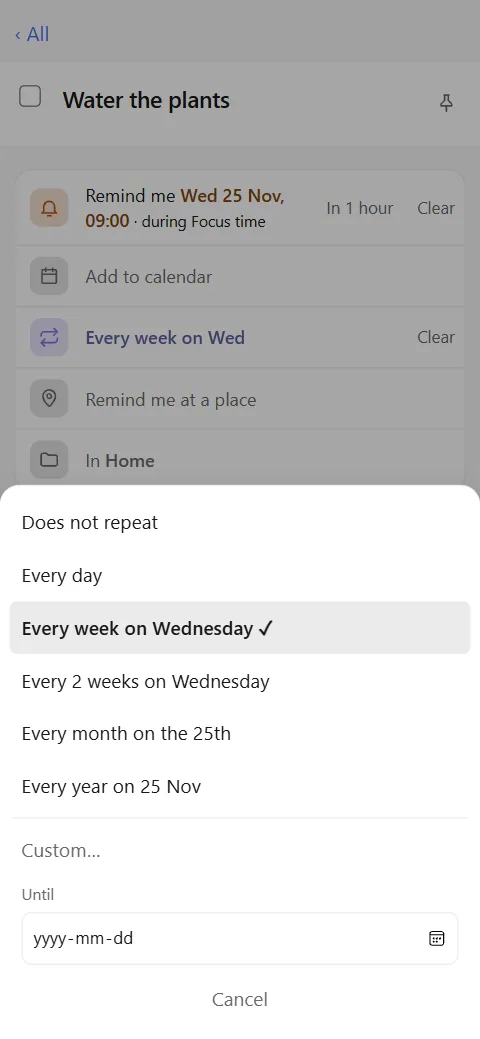 ‹ All
Water the plants
Remind me Wed 25 Nov,
09:00 · during Focus time
In 1 hour
Clear
Add to calendar
Every week on Wed
Clear
Remind me at a place
In Home
Does not repeat
Every day
Every week on Wednesday ✓
Every 2 weeks on Wednesday
Every month on the 25th
Every year on 25 Nov
Custom...
Until
yyyy-mm-dd
Cancel